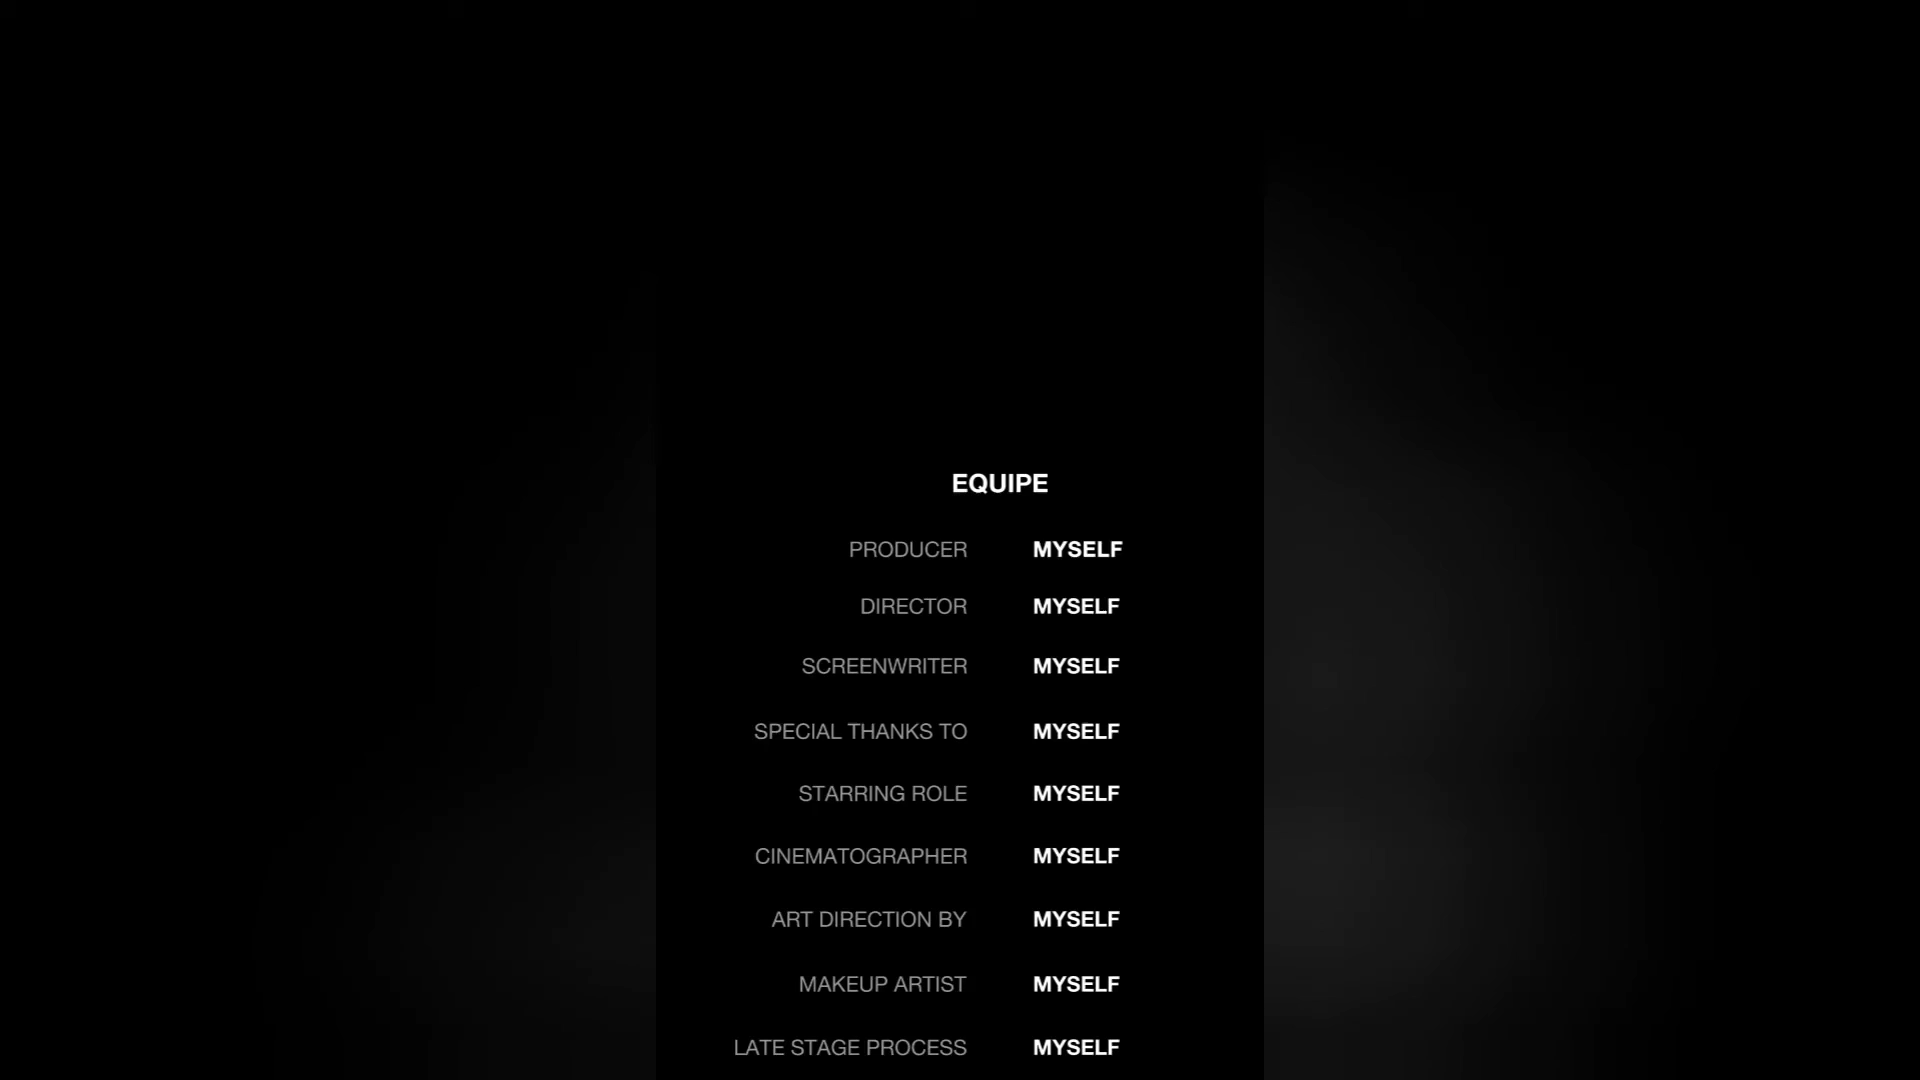 EQUIPE
PRODUCER MYSELF
DIRECTOR MYSELF
SCREENWRITER MYSELF
SPECIAL THANKS TO MYSELF
STARRING ROLE MYSELF
CINEMATOGRAPHER MYSELF
ART DIRECTION BY MYSELF
MAKEUP ARTIST MYSELF
LATE STAGE PROCESS MYSELF